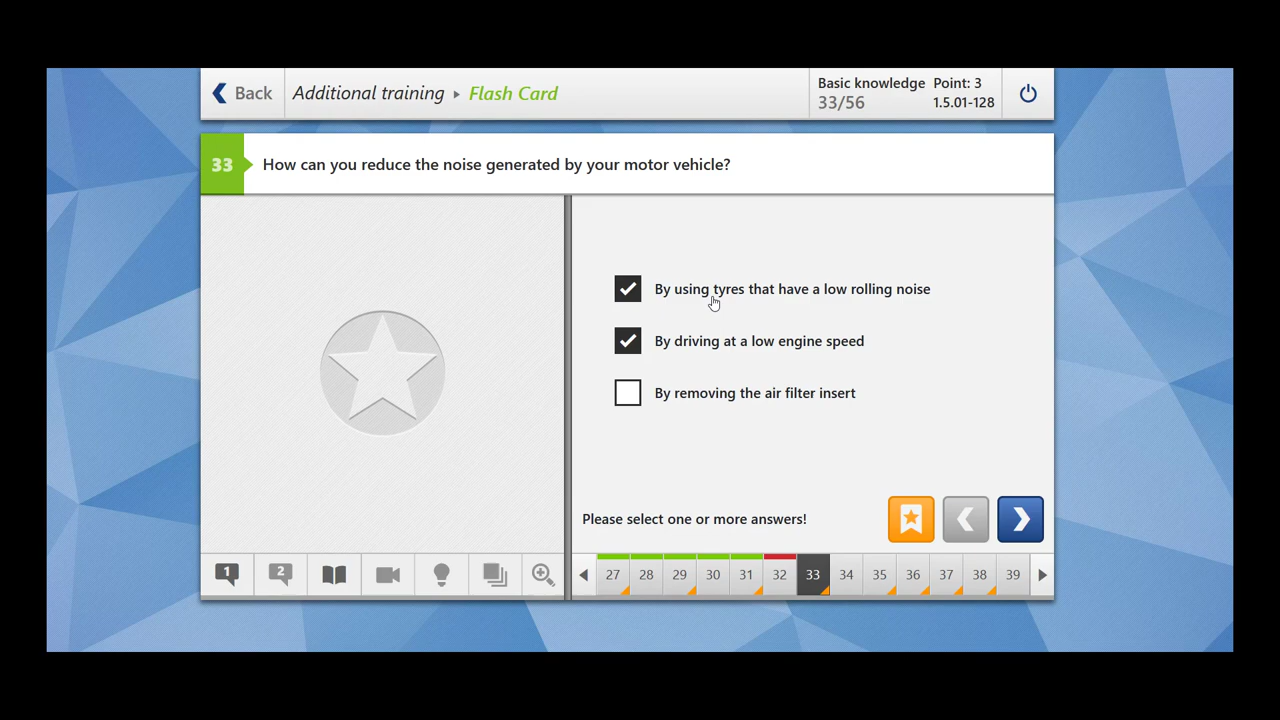 Back
Additional training ▸ Flash Card
Basic knowledge Point: 3
33/56 1.5.01-128
33 How can you reduce the noise generated by your motor vehicle?
By using tyres that have a low rolling noise
By driving at a low engine speed
By removing the air filter insert
Please select one or more answers!
1 2
27 28 29 30 31 32 33 34 35 36 37 38 39